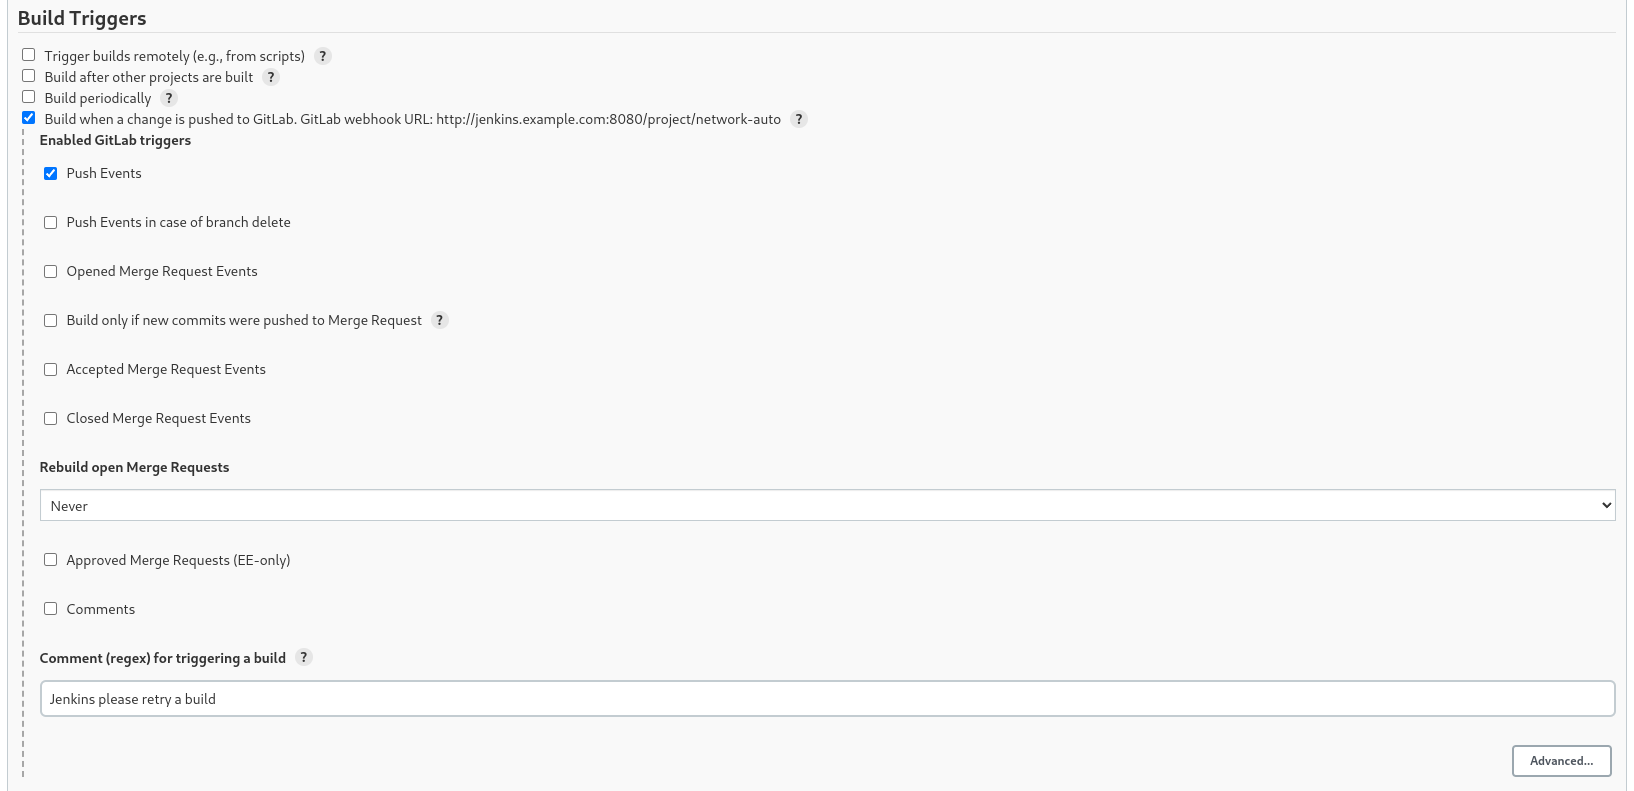 Build Triggers
Trigger builds remotely (e.g., from scripts) ?
Build after other projects are built ?
Build periodically ?
Build when a change is pushed to GitLab. GitLab webhook URL: http://jenkins.example.com:8080/project/network-auto ?
Enabled GitLab triggers
Push Events
Push Events in case of branch delete
Opened Merge Request Events
Build only if new commits were pushed to Merge Request ?
Accepted Merge Request Events
Closed Merge Request Events
Rebuild open Merge Requests
Never
Approved Merge Requests (EE-only)
Comments
Comment (regex) for triggering a build ?
Jenkins please retry a build
Advanced...